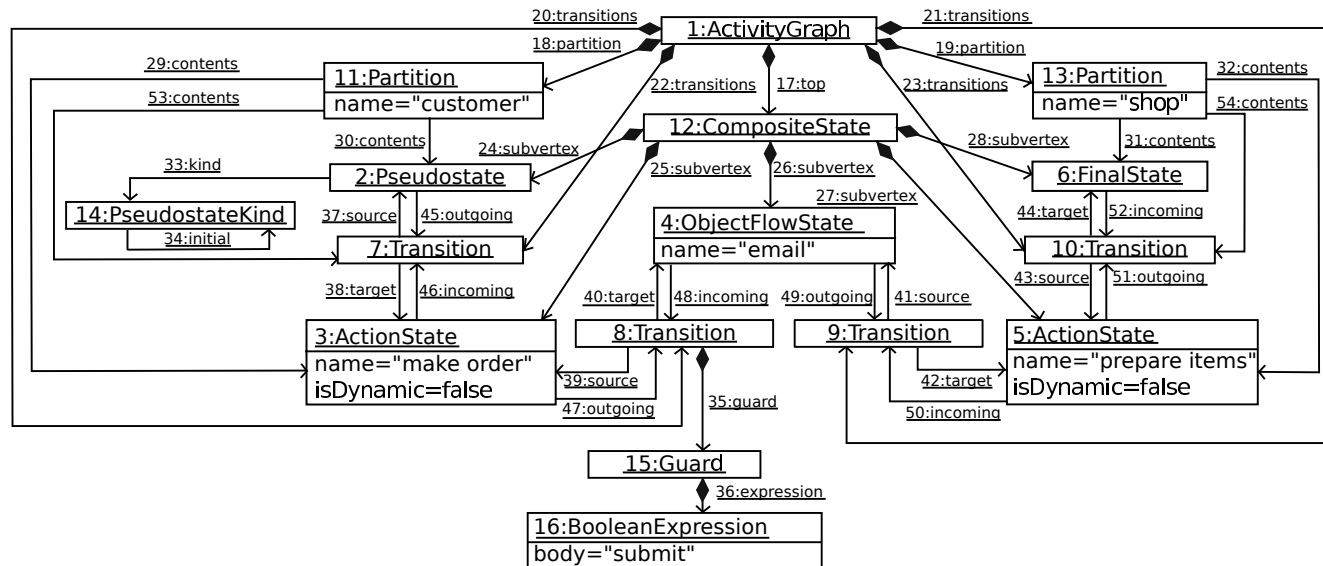 20:transitions
21:transitions
1:ActivityGraph
18:partition
19:partition
29:contents
11:Partition
name="customer"
22:transitions
17:top
23:transitions
13:Partition
name="shop"
32:contents
53:contents
54:contents
12:CompositeState
30:contents
24:subvertex
28:subvertex
31:contents
33:kind
2:Pseudostate
25:subvertex
26:subvertex
6:FinalState
27:subvertex
14:PseudostateKind
37:source
45:outgoing
4:ObjectFlowState
name="email"
44:target
52:incoming
34:initial
7:Transition
10:Transition
38:target
46:incoming
40:target
48:incoming
49:outgoing
41:source
43:source
51:outgoing
3:ActionState
name="make order"
isDynamic=false
8:Transition
9:Transition
5:ActionState
name="prepare items"
isDynamic=false
39:source
42:target
47:outgoing
35:guard
50:incoming
15:Guard
36:expression
16:BooleanExpression
body="submit"